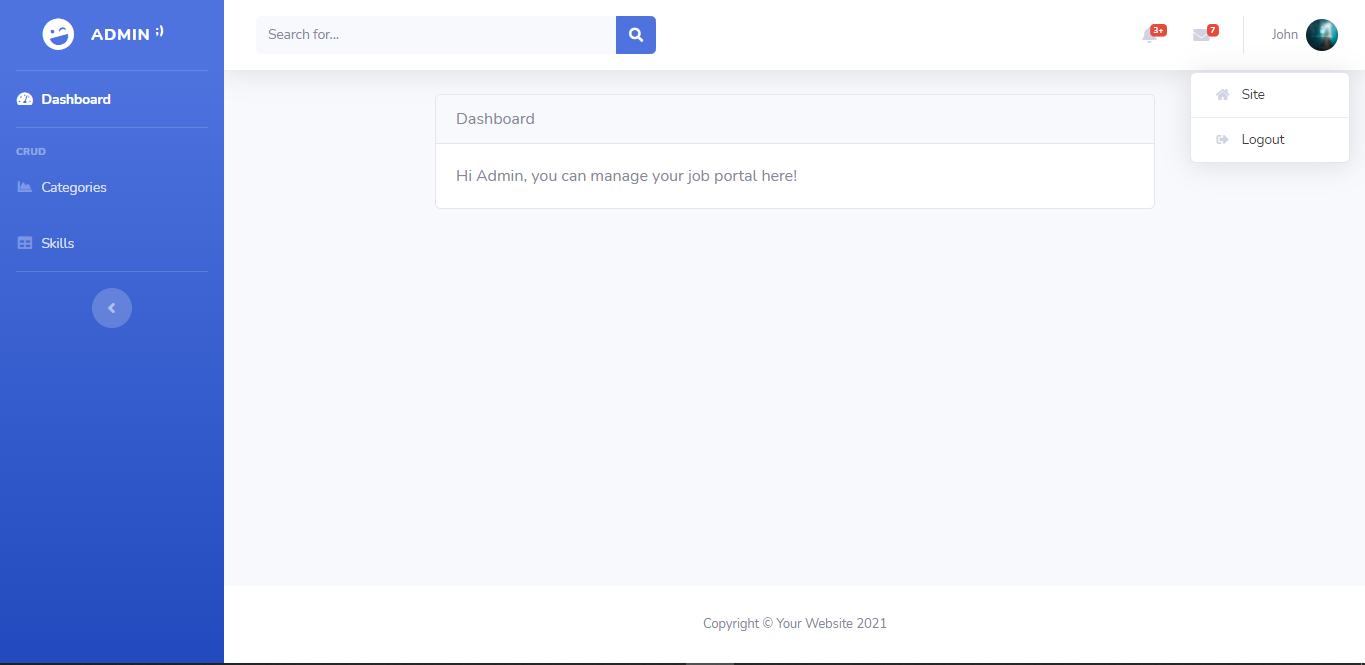 ADMIN ;)
Search for...
3+
7
John
Dashboard
CRUD
Categories
Skills
Dashboard
Hi Admin, you can manage your job portal here!
Site
Logout
Copyright © Your Website 2021